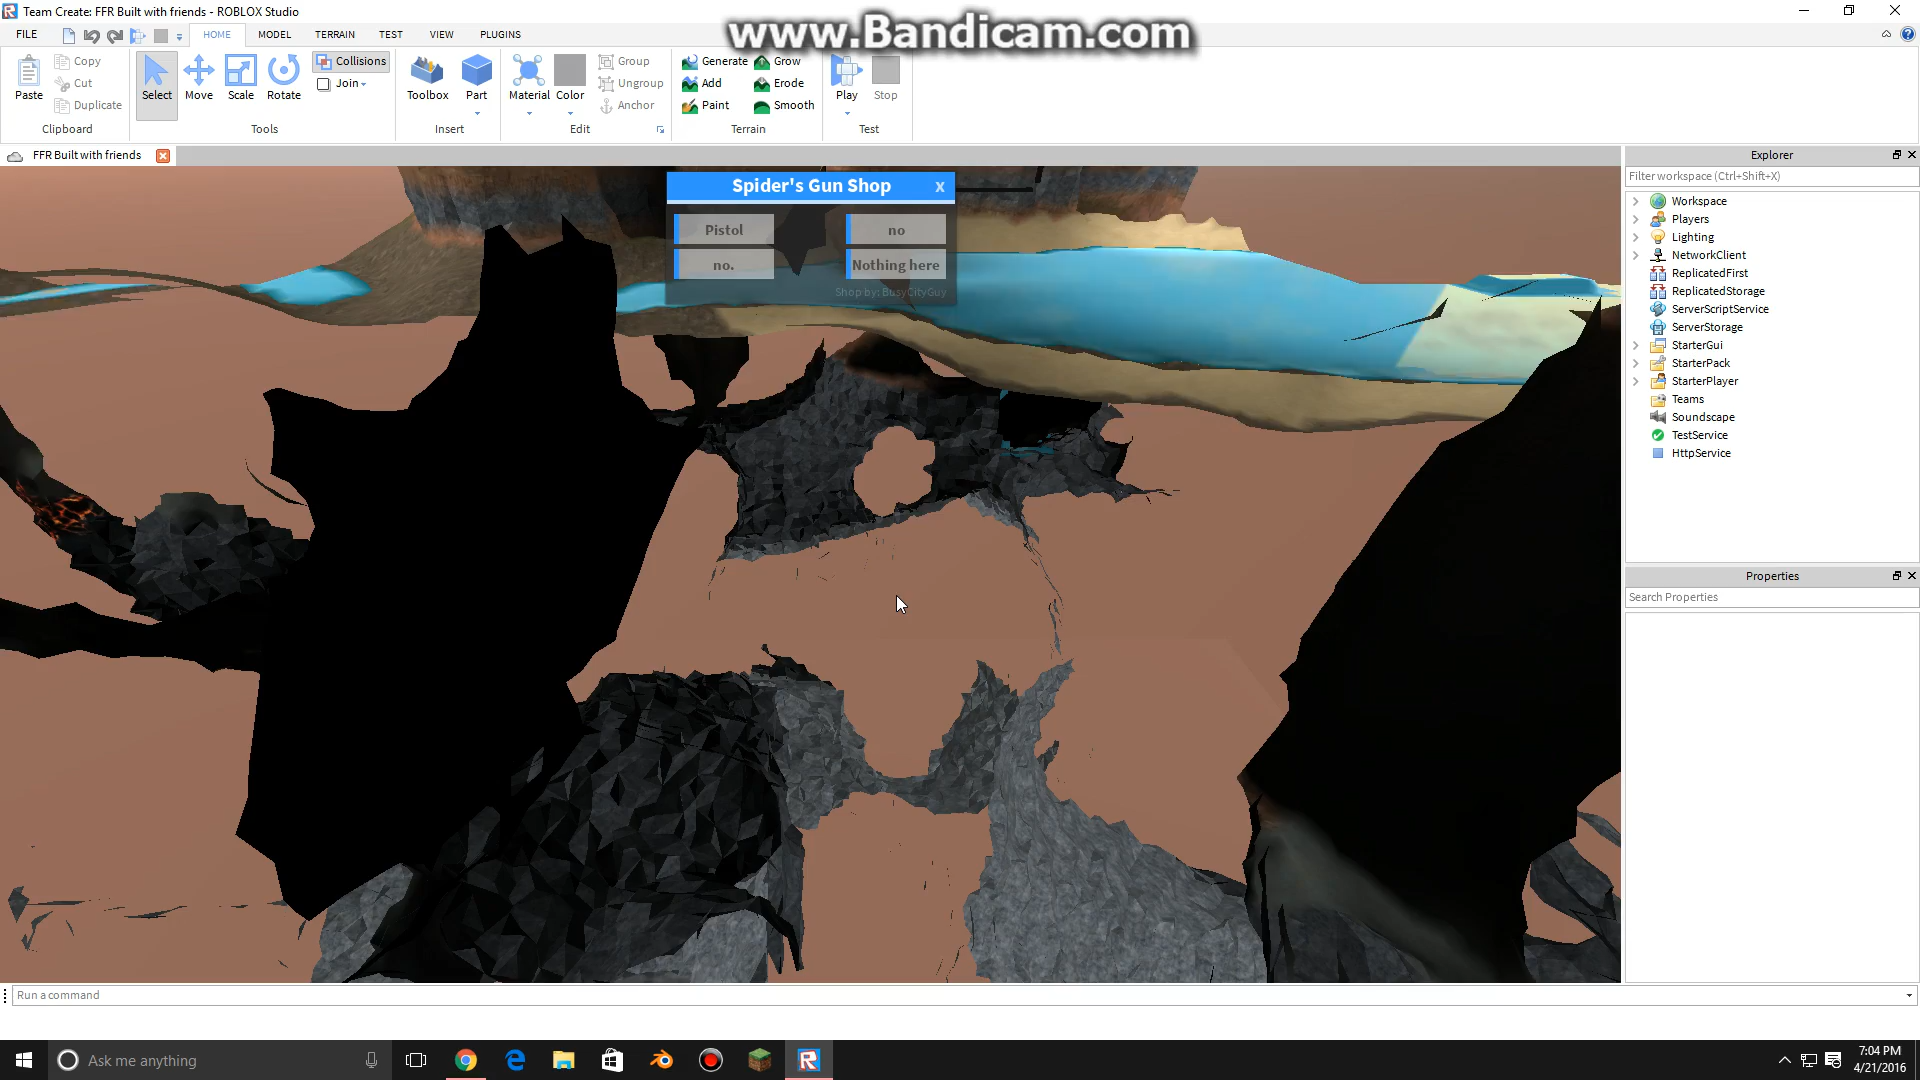 Team Create: FFR Built with friends - ROBLOX Studio
www.Bandicam.com
FILE HOME MODEL TERRAIN TEST VIEW PLUGINS
Paste
Copy
Cut
Duplicate
Clipboard
Select Move Scale Rotate
Collisions
Join
Tools
Toolbox Part
Insert
Material Color
Group
Ungroup
Anchor
Edit
Generate Grow
Add Erode
Paint Smooth
Terrain
Play Stop
Test
FFR Built with friends
Spider's Gun Shop x
Pistol no
no. Nothing here
Shop by: BusyCityGuy
Explorer
Filter workspace (Ctrl+Shift+X)
Workspace
Players
Lighting
NetworkClient
ReplicatedFirst
ReplicatedStorage
ServerScriptService
ServerStorage
StarterGui
StarterPack
StarterPlayer
Teams
Soundscape
TestService
HttpService
Properties
Search Properties
Run a command
Ask me anything
7:04 PM
4/21/2016